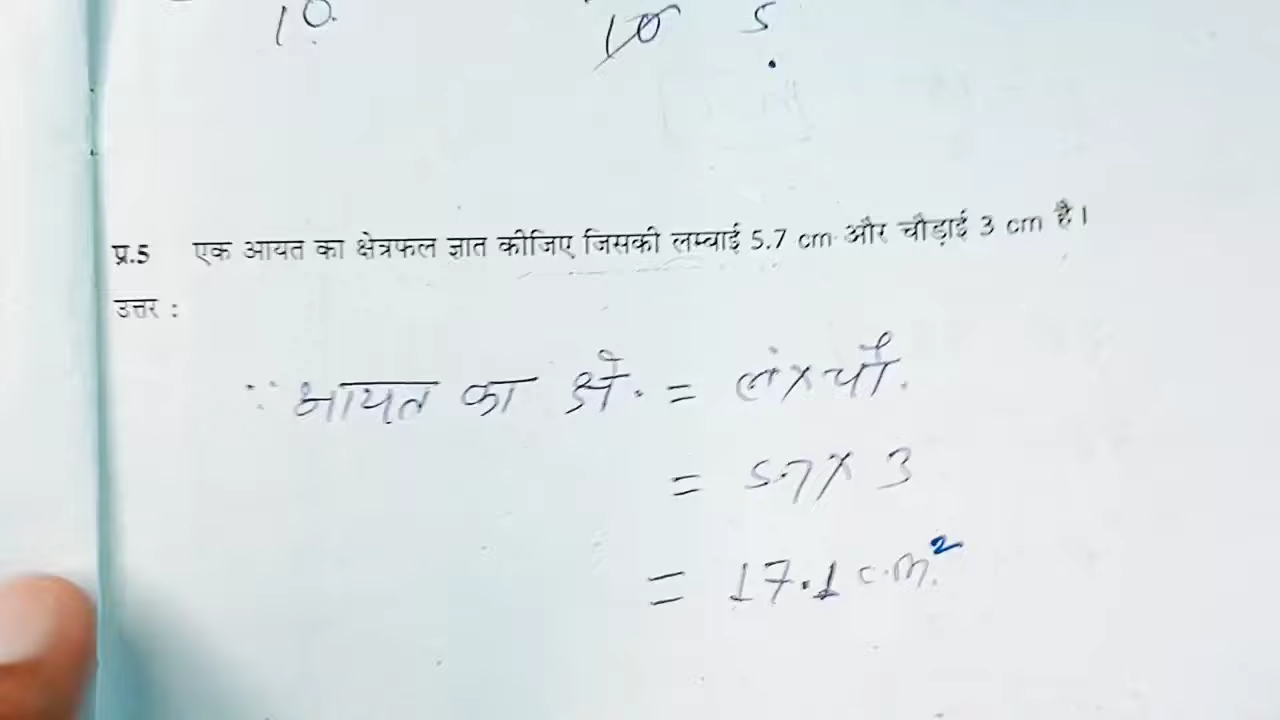 10. 10 5
प्र.5 एक आयत का क्षेत्रफल ज्ञात कीजिए जिसकी लम्बाई 5.7 cm और चौड़ाई 3 cm है।
उत्तर :
∵ आयत का क्षे. = लं × चौ.
= 5.7 × 3
= 17.1 c.m.²